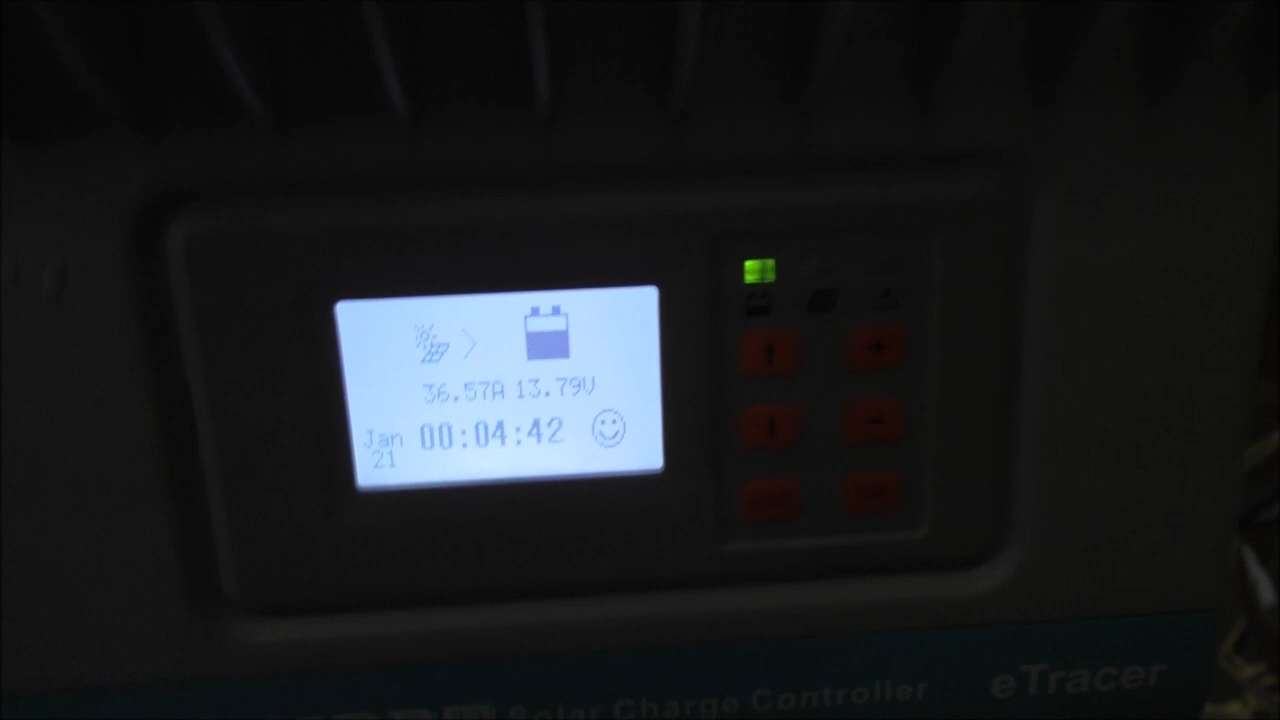 36.57A 13.79V
Jan 21 00:04:42
Solar Charge Controller eTracer